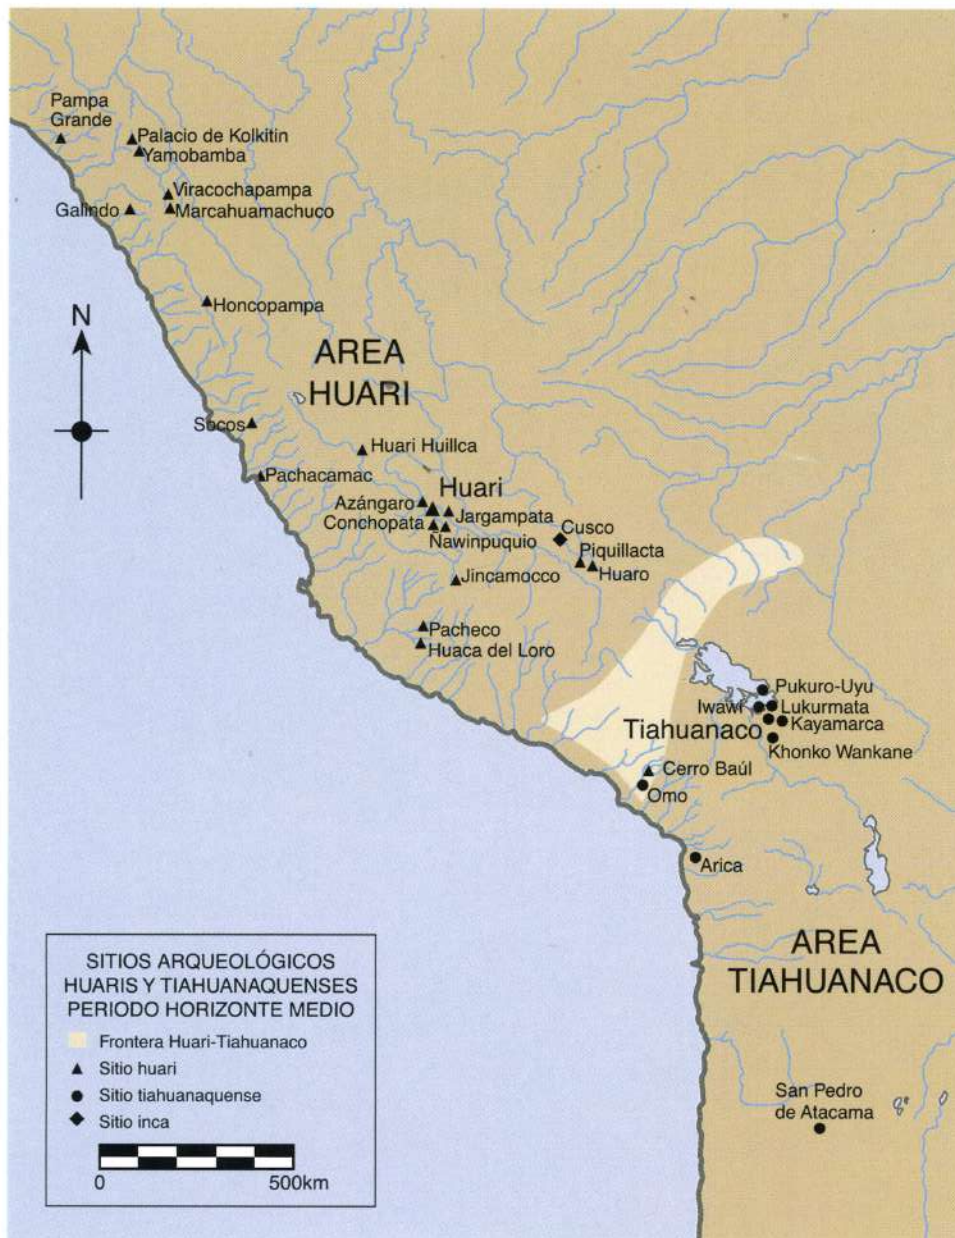 Pampa
Grande
Palacio de Kolkitin
Yamobamba
Viracochapampa
Galindo
Marcahuamachuco
Honcopampa
N
AREA
HUARI
Socos
Huari Huillca
Pachacamac
Huari
Azángaro
Jargampata
Conchopata
Nawinpuquio
Cusco
Piquillacta
Huaro
Jincamocco
Pacheco
Huaca del Loro
Pukuro-Uyu
Iwawi
Lukurmata
Tiahuanaco
Kayamarca
Khonko Wankane
Cerro Baúl
Omo
Arica
AREA
TIAHUANACO
San Pedro
de Atacama
SITIOS ARQUEOLÓGICOS
HUARIS Y TIAHUANAQUENSES
PERIODO HORIZONTE MEDIO
Frontera Huari-Tiahuanaco
Sitio huari
Sitio tiahuanaquense
Sitio inca
0 500km